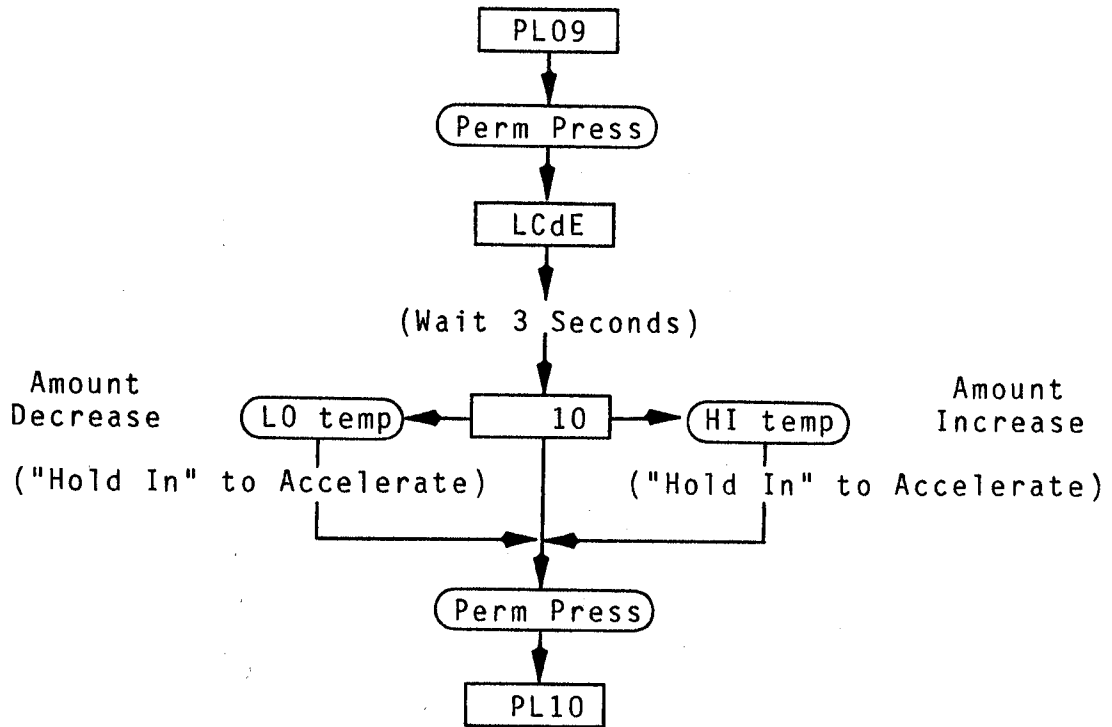 PL09
Perm Press
LCdE
(Wait 3 Seconds)
Amount
Decrease
LO temp
10
HI temp
Amount
Increase
("Hold In" to Accelerate)
("Hold In" to Accelerate)
Perm Press
PL10